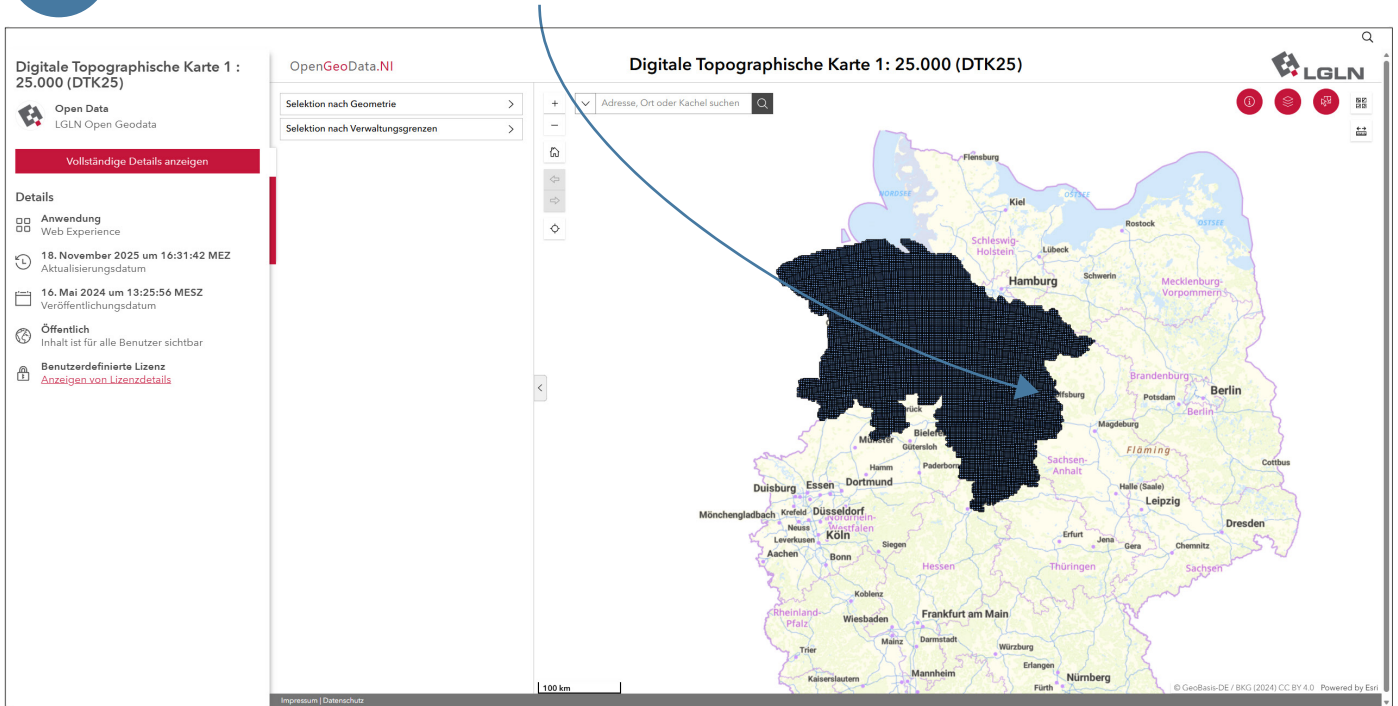 Digitale Topographische Karte 1 :
25.000 (DTK25)
Open Data
LGLN Open Geodata
Vollständige Details anzeigen
Details
Anwendung
Web Experience
18. November 2025 um 16:31:42 MEZ
Aktualisierungsdatum
16. Mai 2024 um 13:25:56 MESZ
Veröffentlichungsdatum
Öffentlich
Inhalt ist für alle Benutzer sichtbar
Benutzerdefinierte Lizenz
Anzeigen von Lizenzdetails
OpenGeoData.NI
Digitale Topographische Karte 1: 25.000 (DTK25)
LGLN
Selektion nach Geometrie
Selektion nach Verwaltungsgrenzen
Adresse, Ort oder Kachel suchen
Flensburg
NORDSEE
OSTSEE
Kiel
Rostock
OSTSEE
Schleswig-
Holstein
Lübeck
Hamburg
Schwerin
Mecklenburg-
Vorpommern
Brandenburg
Berlin
Potsdam
Berlin
lfsburg
Magdeburg
Fläming
Cottbus
Sachsen-
Anhalt
Halle (Saale)
Leipzig
Dresden
rück
Münster
Bielefe
Gütersloh
Hamm
Paderborn
Duisburg
Essen
Dortmund
Mönchengladbach
Krefeld
Düsseldorf
Neuss
Nordrhein-
Westfalen
Leverkusen
Köln
Aachen
Bonn
Siegen
Hessen
Erfurt
Jena
Gera
Chemnitz
Thüringen
Sachsen
Koblenz
Rheinland-
Pfalz
Wiesbaden
Frankfurt am Main
Mainz
Darmstadt
Würzburg
Trier
Erlangen
Mannheim
Nürnberg
Kaiserslautern
Fürth
100 km
© GeoBasis-DE / BKG (2024) CC BY 4.0
Powered by Esri
Impressum | Datenschutz